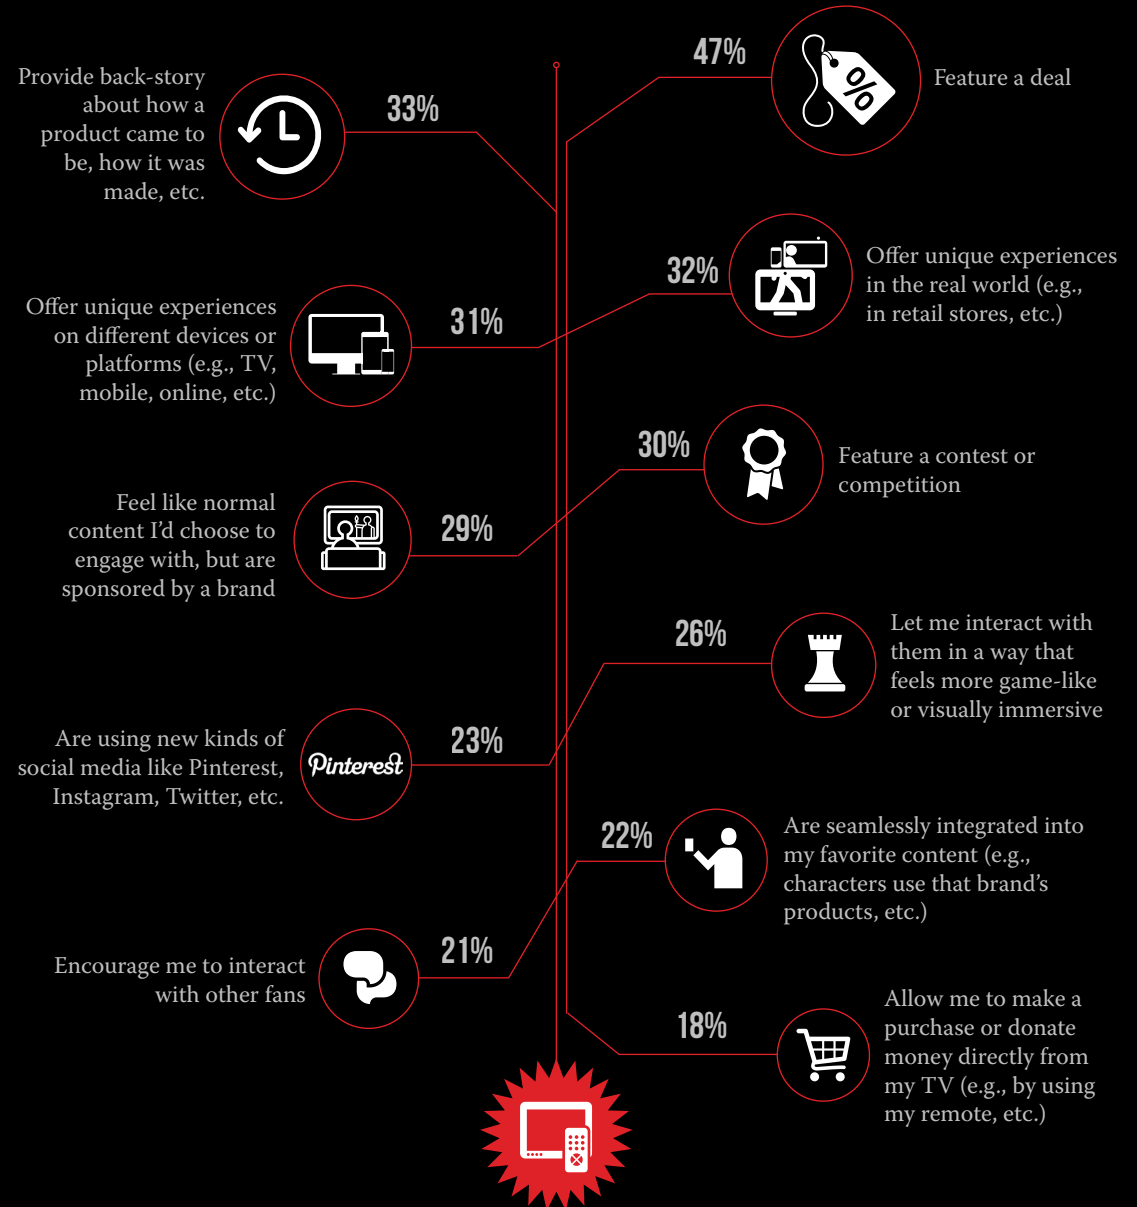 47%
Feature a deal
Provide back-story
about how a
product came to
be, how it was
made, etc.
33%
32%
Offer unique experiences
in the real world (e.g.,
in retail stores, etc.)
Offer unique experiences
on different devices or
platforms (e.g., TV,
mobile, online, etc.)
31%
30%
Feature a contest or
competition
Feel like normal
content I'd choose to
engage with, but are
sponsored by a brand
29%
26%
Let me interact with
them in a way that
feels more game-like
or visually immersive
Are using new kinds of
social media like Pinterest,
Instagram, Twitter, etc.
Pinterest
23%
22%
Are seamlessly integrated into
my favorite content (e.g.,
characters use that brand's
products, etc.)
Encourage me to interact
with other fans
21%
18%
Allow me to make a
purchase or donate
money directly from
my TV (e.g., by using
my remote, etc.)
%